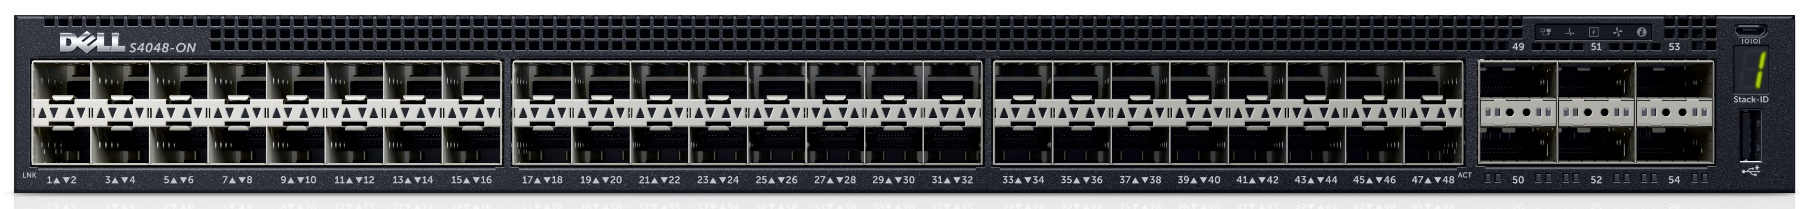 DELL S4048-ON
49 51 53
IOIOI
1
Stack-ID
LNK 1▲▼2 3▲▼4 5▲▼6 7▲▼8 9▲▼10 11▲▼12 13▲▼14 15▲▼16 17▲▼18 19▲▼20 21▲▼22 23▲▼24 25▲▼26 27▲▼28 29▲▼30 31▲▼32 33▲▼34 35▲▼36 37▲▼38 39▲▼40 41▲▼42 43▲▼44 45▲▼46 47▲▼48 ACT 50 52 54